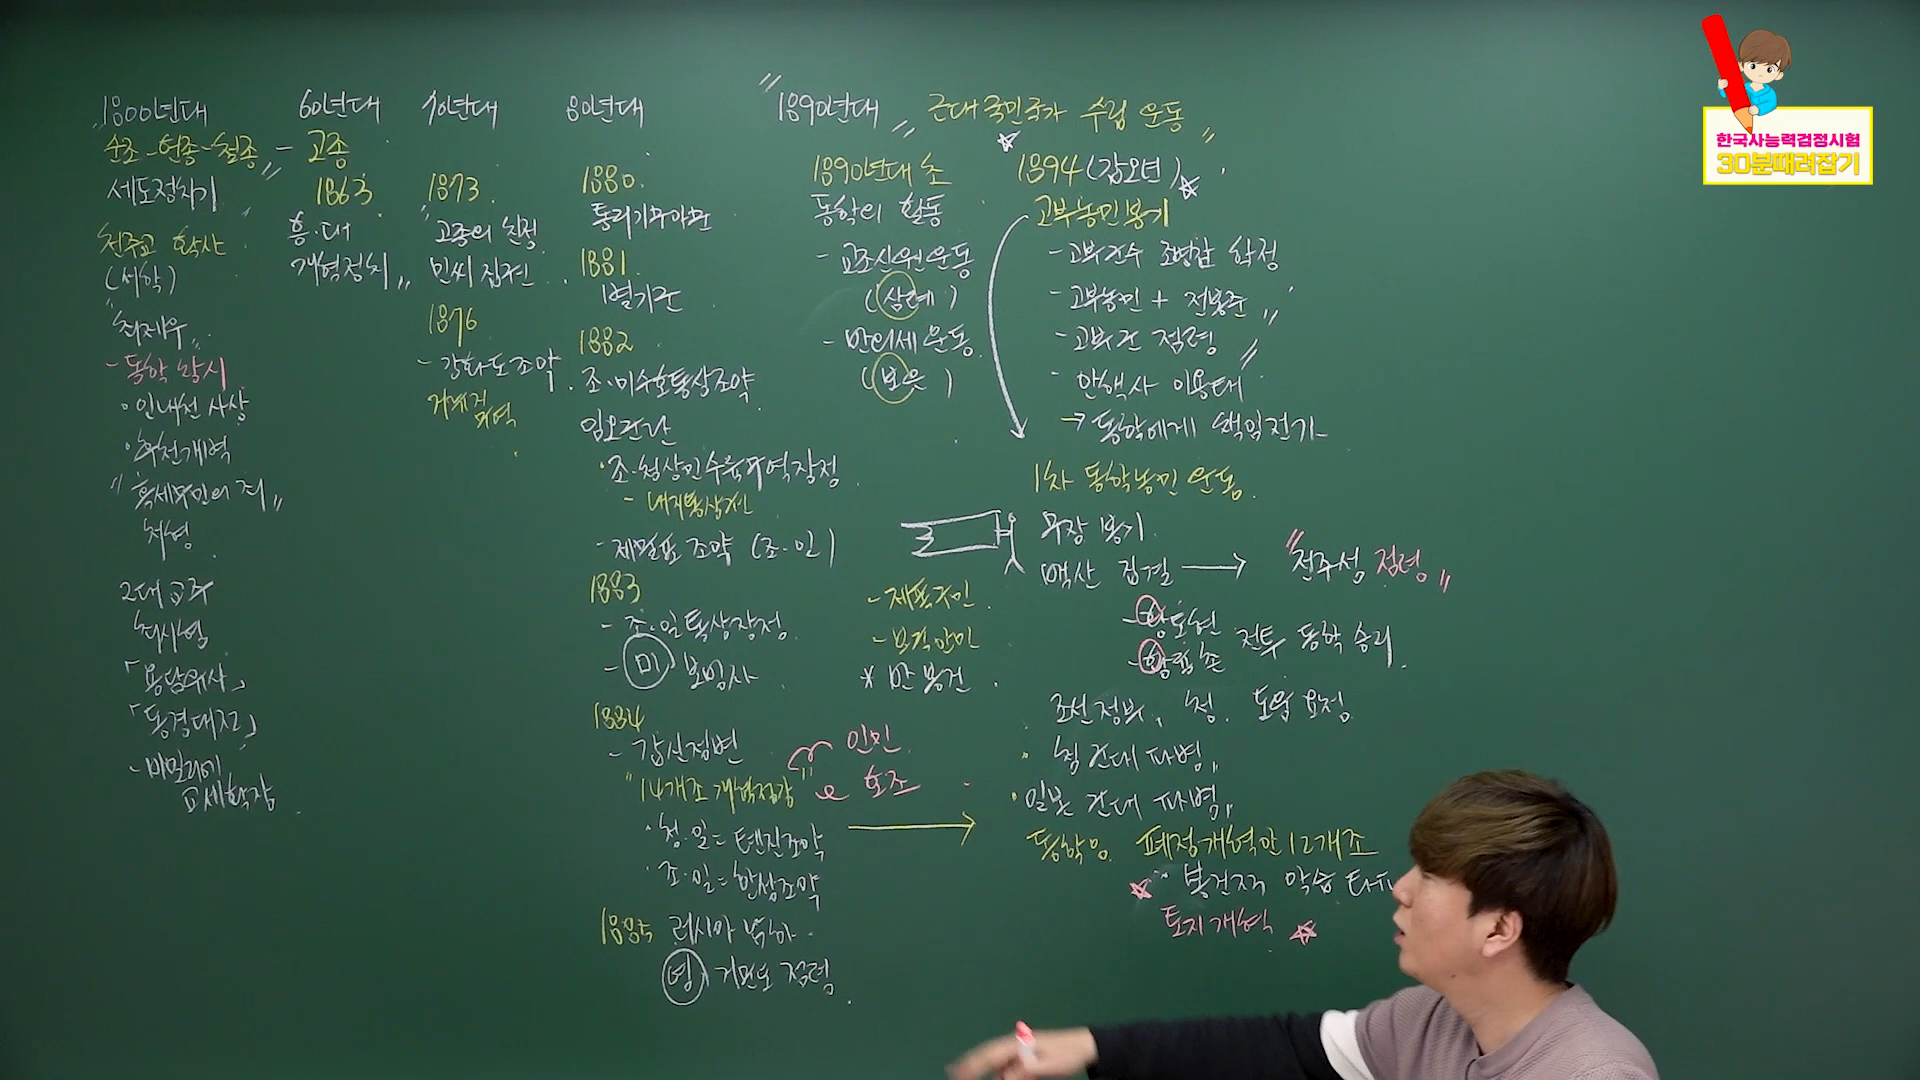 1800년대
순조-헌종-철종 - 고종
세도정치기
천주교 확산
(서학)
"최제우"
- 동학 창시
• 인내천 사상
• 후천개벽
"혹세무민의 죄"
처형
2대 교주
최시형
「용담유사」
「동경대전」
- 비밀리에
교세확장
60년대
1863
흥·대
개혁정치"
70년대
1873
"고종의 친정
민씨 집권
1876
- 강화도조약
거류지
무역
80년대
1880.
통리기무아문
1881.
별기군
1882
조·미수호통상조약
임오군란
• 조·청상민수륙무역장정
- 내지통상권
- 제물포 조약 (조·일)
1883
- 조·일통상장정
- 미 보빙사
1884
- 갑신정변
"14개조 개혁정강"
인민
호조
• 청·일=톈진조약
• 조·일=한성조약
1885 러시아 남하
영 거문도 점령
"1890년대" 근대 국민국가 수립 운동"
1890년대 초
동학의 활동
- 교조신원운동
(삼례)
- 만의세운동
(보은)
1894(갑오년)
고부농민봉기
- 고부군수 조병갑 학정
- 고부농민 + 전봉준"
- 고부군 점령"
- 안핵사 이용태
→ 동학에게 책임전가
1차 동학농민 운동
무장 봉기
백산 집결 → "전주성 점령"
- 제폭구민
- 보국안민
* 반 봉건
- 황토현
- 황룡촌 전투 동학 승리
조선정부, 청. 도움 요청.
• 청 군대 파병"
• 일본 군대 파병"
동학 폐정개혁안 12개조
봉건적 악습 타파
토지개혁
한국사능력검정시험
30분때려잡기